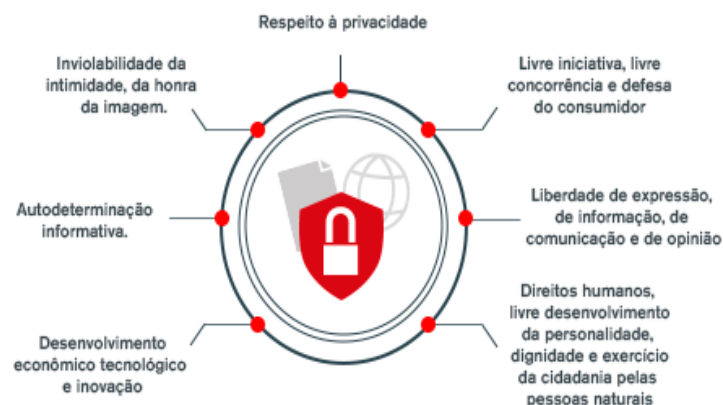 Respeito à privacidade
Inviolabilidade da
intimidade, da honra
da imagem.
Livre iniciativa, livre
concorrência e defesa
do consumidor
Autodeterminação
informativa.
Liberdade de expressão,
de informação, de
comunicação e de opinião
Desenvolvimento
econômico tecnológico
e inovação
Direitos humanos,
livre desenvolvimento
da personalidade,
dignidade e exercício
da cidadania pelas
pessoas naturais